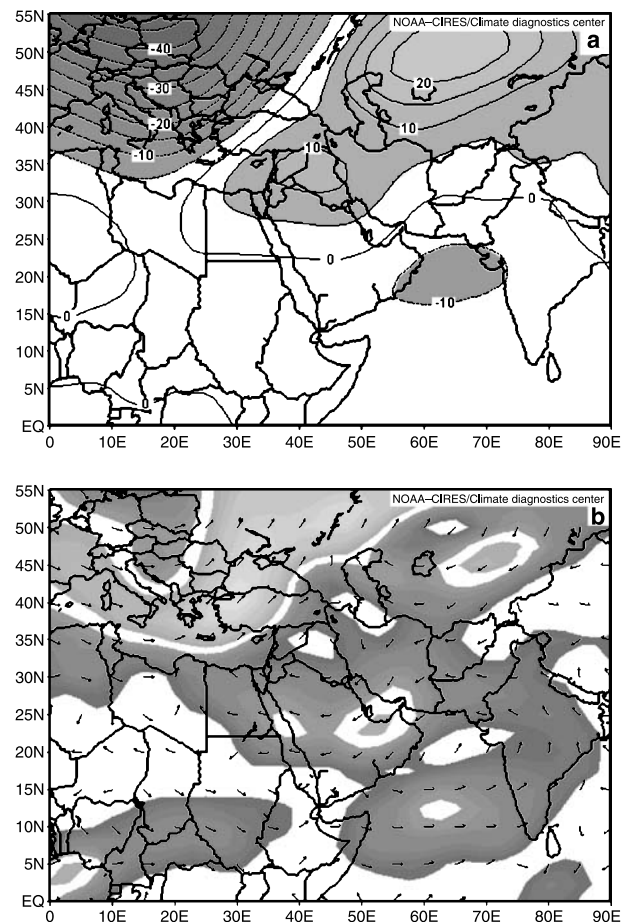 55N
NOAA–CIRES/Climate diagnostics center
a
-40
50N
-30
20
45N
-20
10
40N
-10
35N
10
30N
0
25N
0
20N
15N
-10
10N
0
5N
0
EQ
0 10E 20E 30E 40E 50E 60E 70E 80E 90E
55N
NOAA–CIRES/Climate diagnostics center
b
50N
45N
40N
35N
30N
25N
20N
15N
10N
5N
EQ
0 10E 20E 30E 40E 50E 60E 70E 80E 90E